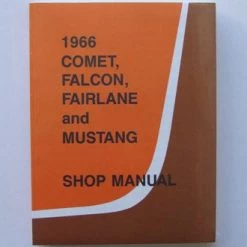 1966
COMET,
FALCON,
FAIRLANE
and
MUSTANG
SHOP MANUAL